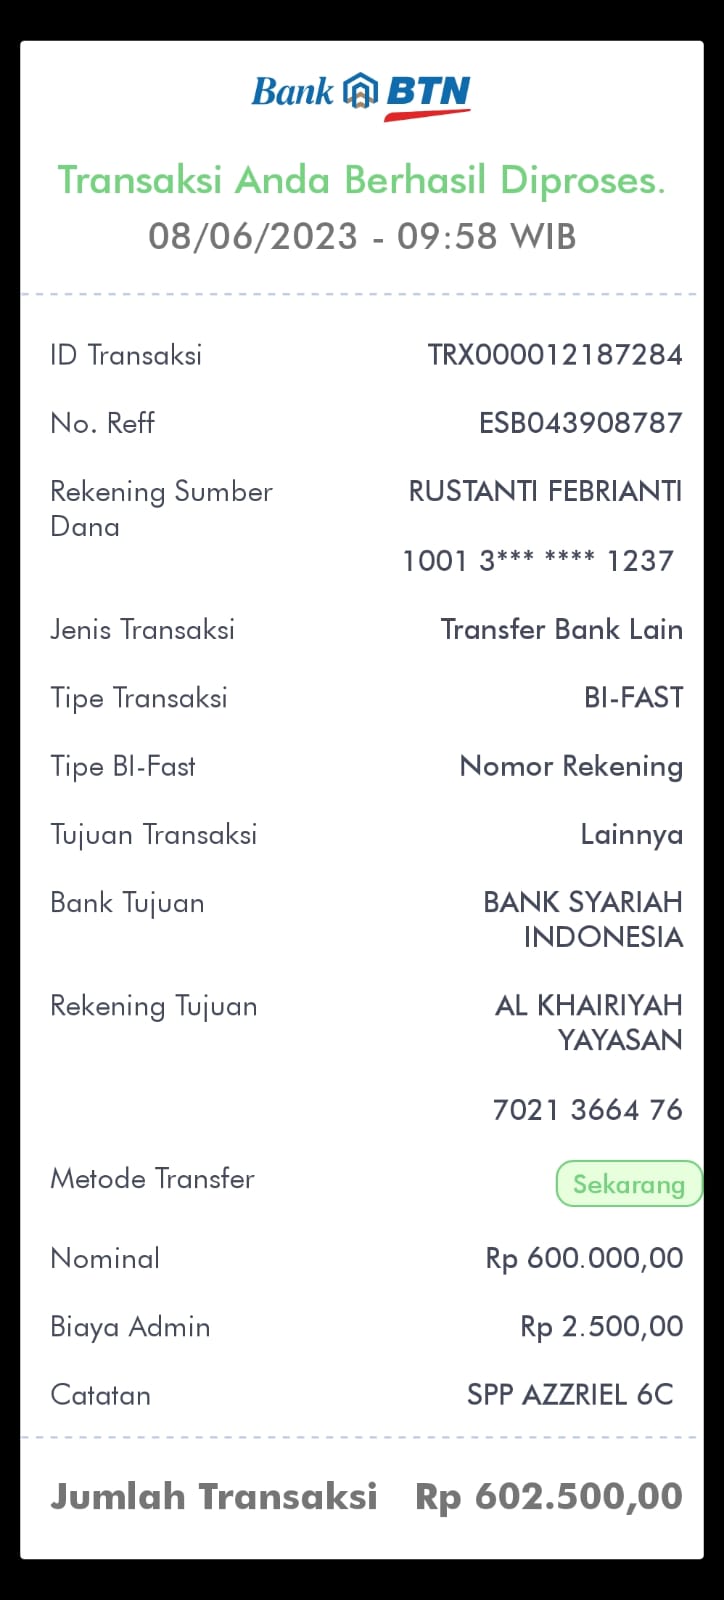 Bank BTN
Transaksi Anda Berhasil Diproses.
08/06/2023 - 09:58 WIB
ID Transaksi TRX000012187284
No. Reff ESB043908787
Rekening Sumber Dana RUSTANTI FEBRIANTI
1001 3*** **** 1237
Jenis Transaksi Transfer Bank Lain
Tipe Transaksi BI-FAST
Tipe BI-Fast Nomor Rekening
Tujuan Transaksi Lainnya
Bank Tujuan BANK SYARIAH
INDONESIA
Rekening Tujuan AL KHAIRIYAH
YAYASAN
7021 3664 76
Metode Transfer Sekarang
Nominal Rp 600.000,00
Biaya Admin Rp 2.500,00
Catatan SPP AZZRIEL 6C
Jumlah Transaksi Rp 602.500,00